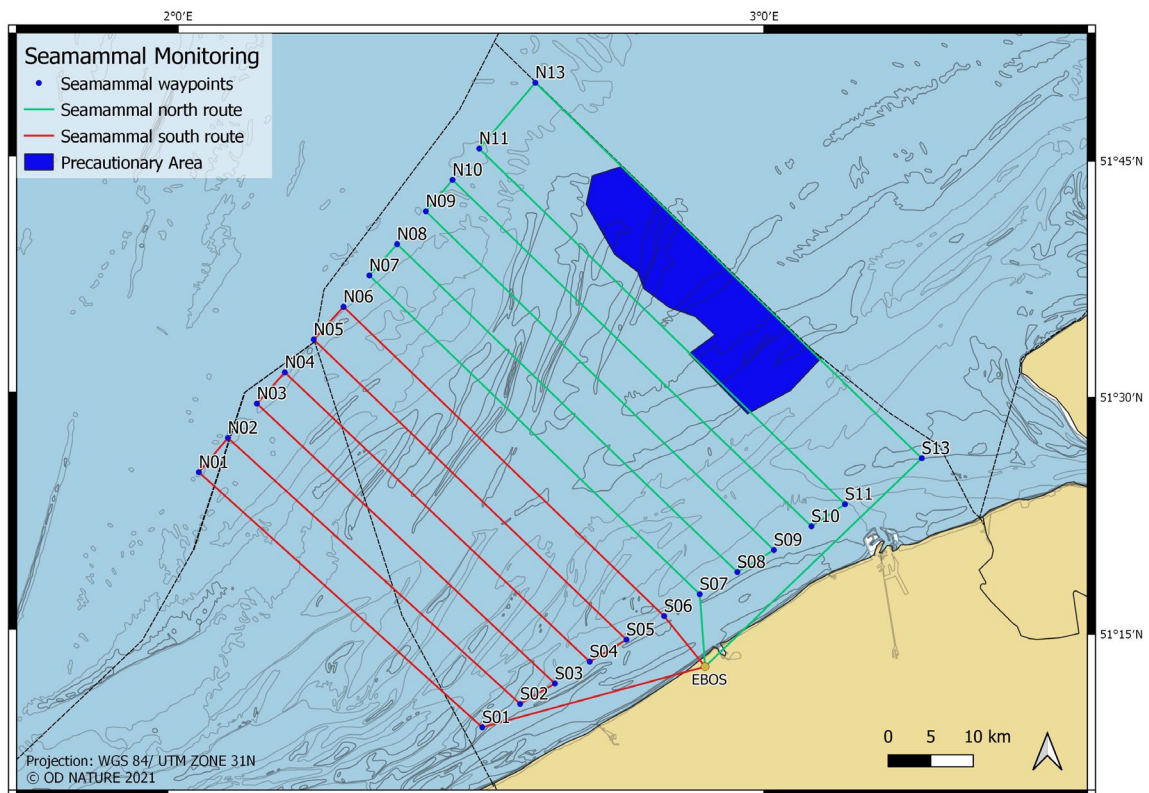 2.0°E
3.0°E
Seamammal Monitoring
Seamammal waypoints
Seamammal north route
Seamammal south route
Precautionary Area
N13
N11
51°45′N
N10
N09
N08
N07
N06
N05
N04
N03
51°30′N
N02
N01
S13
S11
S10
S09
S08
S07
S06
S05
51°15′N
S04
EBOS
S03
S02
S01
0 5 10 km
Projection: WGS 84/ UTM ZONE 31N
© OD NATURE 2021